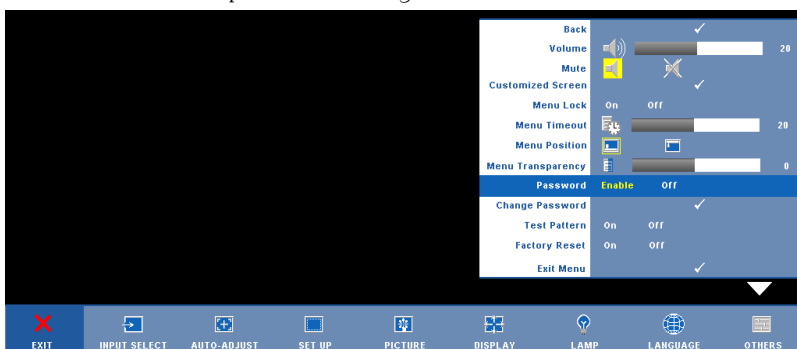 Back
Volume 20
Mute
Customized Screen
Menu Lock On Off
Menu Timeout 20
Menu Position
Menu Transparency 0
Password Enable Off
Change Password
Test Pattern On Off
Factory Reset On Off
Exit Menu
EXIT INPUT SELECT AUTO-ADJUST SET UP PICTURE DISPLAY LAMP LANGUAGE OTHERS